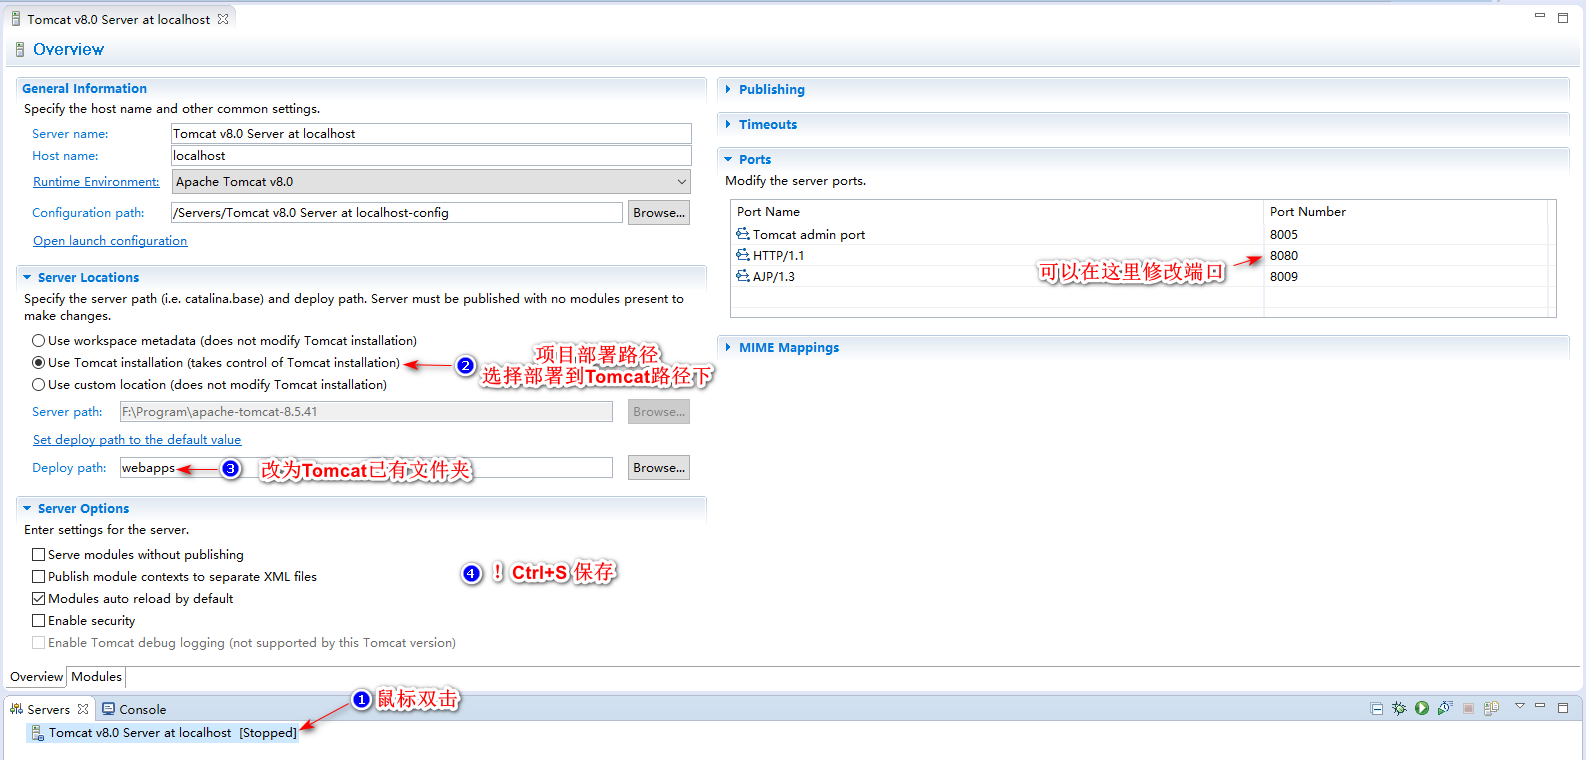 Tomcat v8.0 Server at localhost
Overview
General Information
Specify the host name and other common settings.
Server name: Tomcat v8.0 Server at localhost
Host name: localhost
Runtime Environment: Apache Tomcat v8.0
Configuration path: /Servers/Tomcat v8.0 Server at localhost-config Browse...
Open launch configuration
Server Locations
Specify the server path (i.e. catalina.base) and deploy path. Server must be published with no modules present to
make changes.
Use workspace metadata (does not modify Tomcat installation)
Use Tomcat installation (takes control of Tomcat installation)
2 项目部署路径
选择部署到Tomcat路径下
Use custom location (does not modify Tomcat installation)
Server path: F:\Program\apache-tomcat-8.5.41 Browse...
Set deploy path to the default value
Deploy path: webapps 3 改为Tomcat已有文件夹 Browse...
Server Options
Enter settings for the server.
Serve modules without publishing
Publish module contexts to separate XML files
4 ！Ctrl+S 保存
Modules auto reload by default
Enable security
Enable Tomcat debug logging (not supported by this Tomcat version)
Publishing
Timeouts
Ports
Modify the server ports.
Port Name Port Number
Tomcat admin port 8005
HTTP/1.1 8080
可以在这里修改端口
AJP/1.3 8009
MIME Mappings
Overview Modules
1 鼠标双击
Servers Console
Tomcat v8.0 Server at localhost [Stopped]